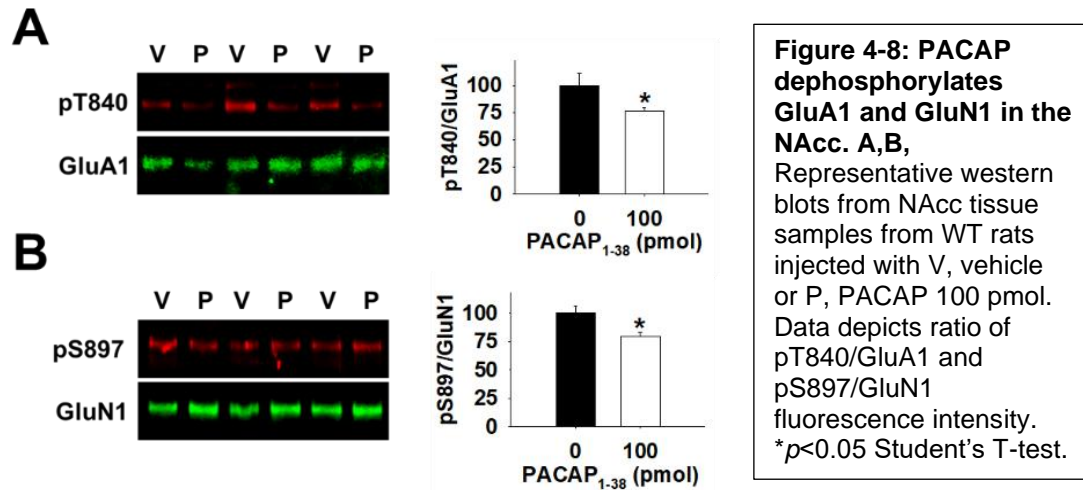 A
V P V P V P
pT840
GluA1
pT840/GluA1
100
75
50
25
0
0 100
PACAP1-38 (pmol)
B
V P V P V P
pS897
GluN1
pS897/GluN1
100
75
50
25
0
0 100
PACAP1-38 (pmol)
*
*
Figure 4-8: PACAP
dephosphorylates
GluA1 and GluN1 in the
NAcc. A,B,
Representative western
blots from NAcc tissue
samples from WT rats
injected with V, vehicle
or P, PACAP 100 pmol.
Data depicts ratio of
pT840/GluA1 and
pS897/GluN1
fluorescence intensity.
*p<0.05 Student's T-test.